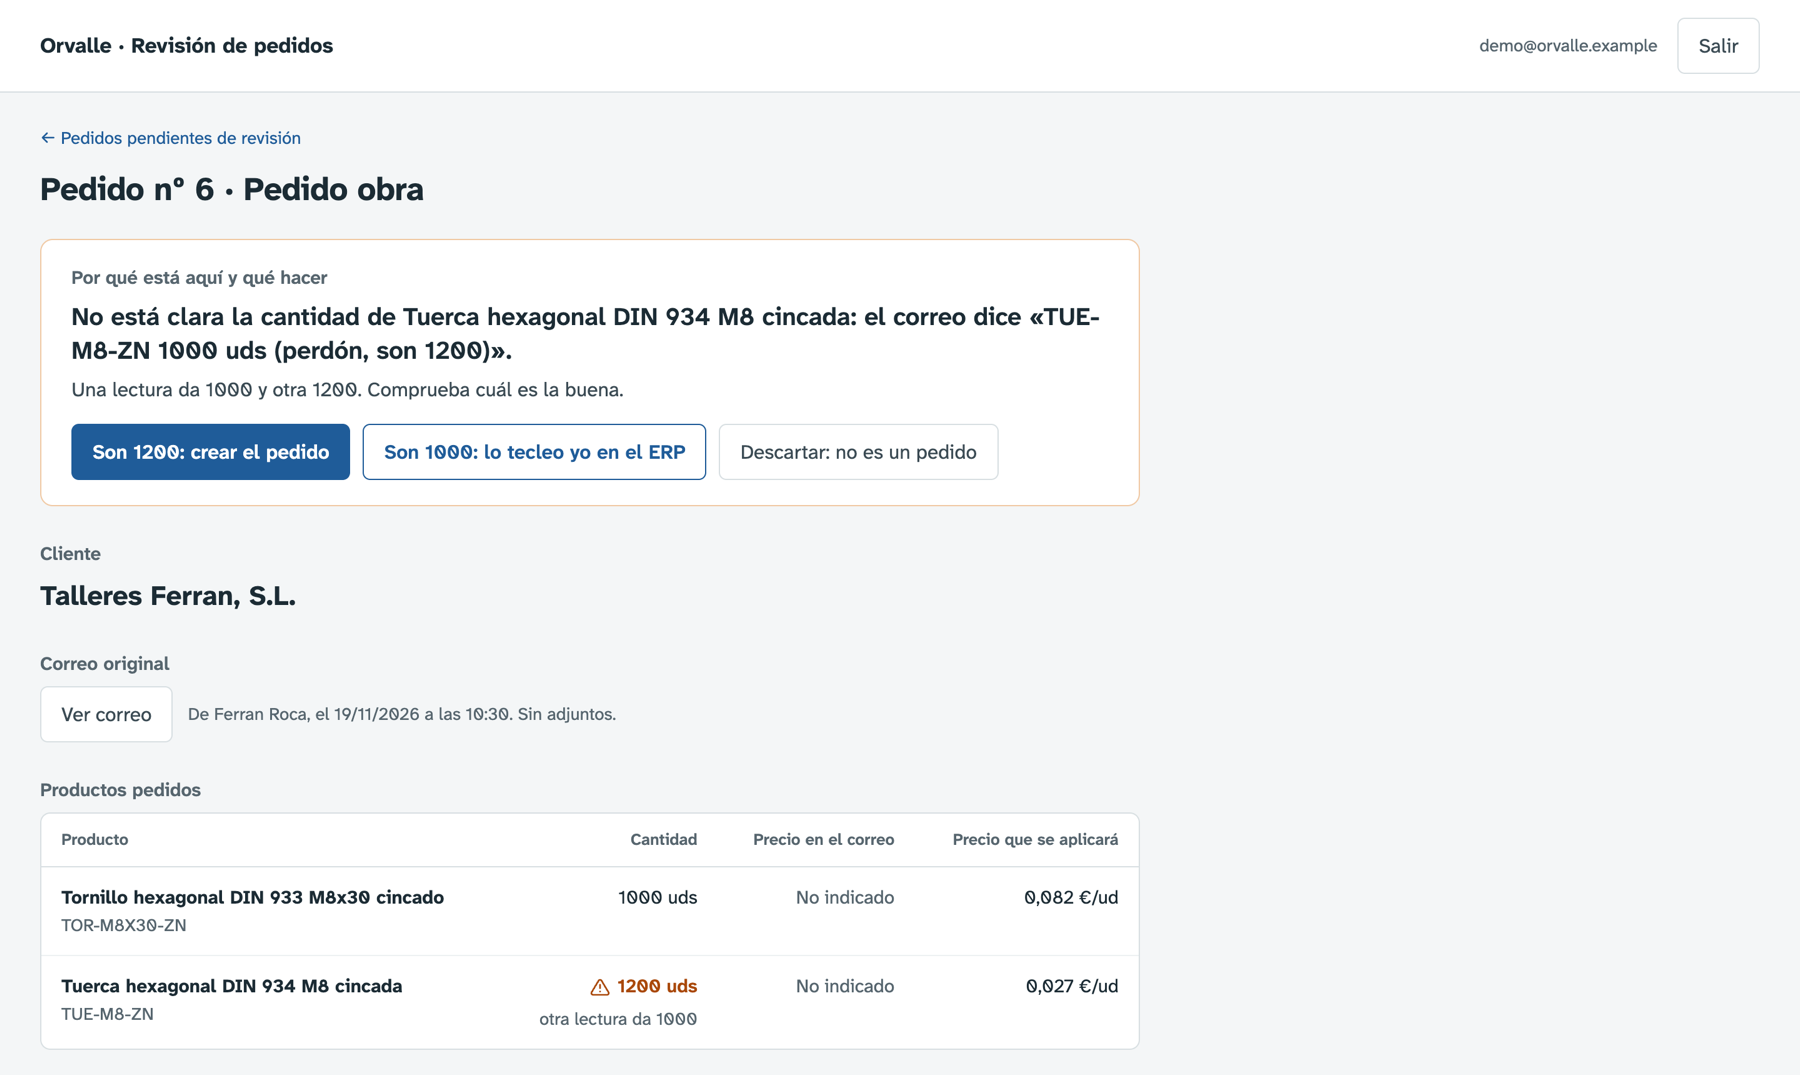 Orvalle · Revisión de pedidos
demo@orvalle.example
Salir
← Pedidos pendientes de revisión
Pedido nº 6 · Pedido obra
Por qué está aquí y qué hacer
No está clara la cantidad de Tuerca hexagonal DIN 934 M8 cincada: el correo dice «TUE-
M8-ZN 1000 uds (perdón, son 1200)».
Una lectura da 1000 y otra 1200. Comprueba cuál es la buena.
Son 1200: crear el pedido
Son 1000: lo tecleo yo en el ERP
Descartar: no es un pedido
Cliente
Talleres Ferran, S.L.
Correo original
Ver correo
De Ferran Roca, el 19/11/2026 a las 10:30. Sin adjuntos.
Productos pedidos
Producto
Cantidad
Precio en el correo
Precio que se aplicará
Tornillo hexagonal DIN 933 M8x30 cincado
1000 uds
No indicado
0,082 €/ud
TOR-M8X30-ZN
Tuerca hexagonal DIN 934 M8 cincada
1200 uds
No indicado
0,027 €/ud
TUE-M8-ZN
otra lectura da 1000